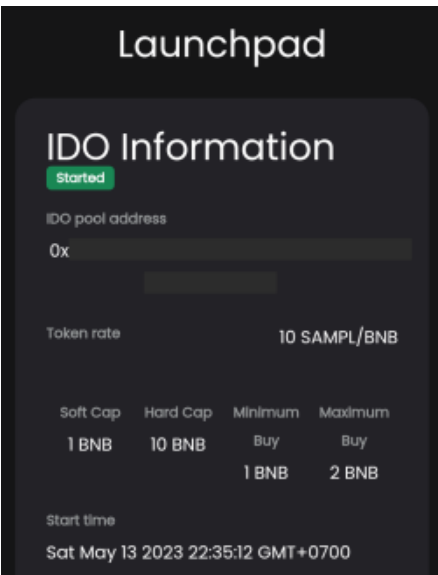 Launchpad
IDO Information
Started
IDO pool address
0x
Token rate
10 SAMPL/BNB
Soft Cap
Hard Cap
Minimum Buy
Maximum Buy
1 BNB
10 BNB
1 BNB
2 BNB
Start time
Sat May 13 2023 22:35:12 GMT+0700